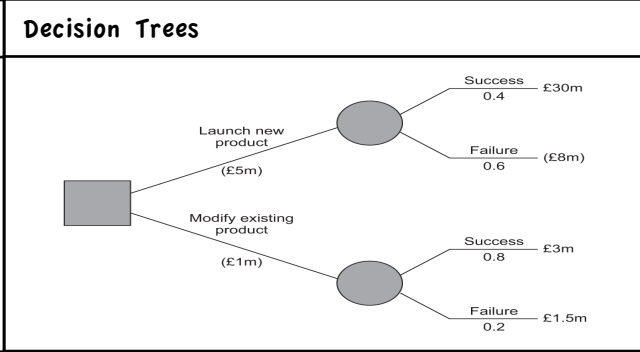 Decision Trees
Launch new
product
(£5m)
Success
0.4
£30m
Failure
0.6
(£8m)
Modify existing
product
(£1m)
Success
0.8
£3m
Failure
0.2
£1.5m